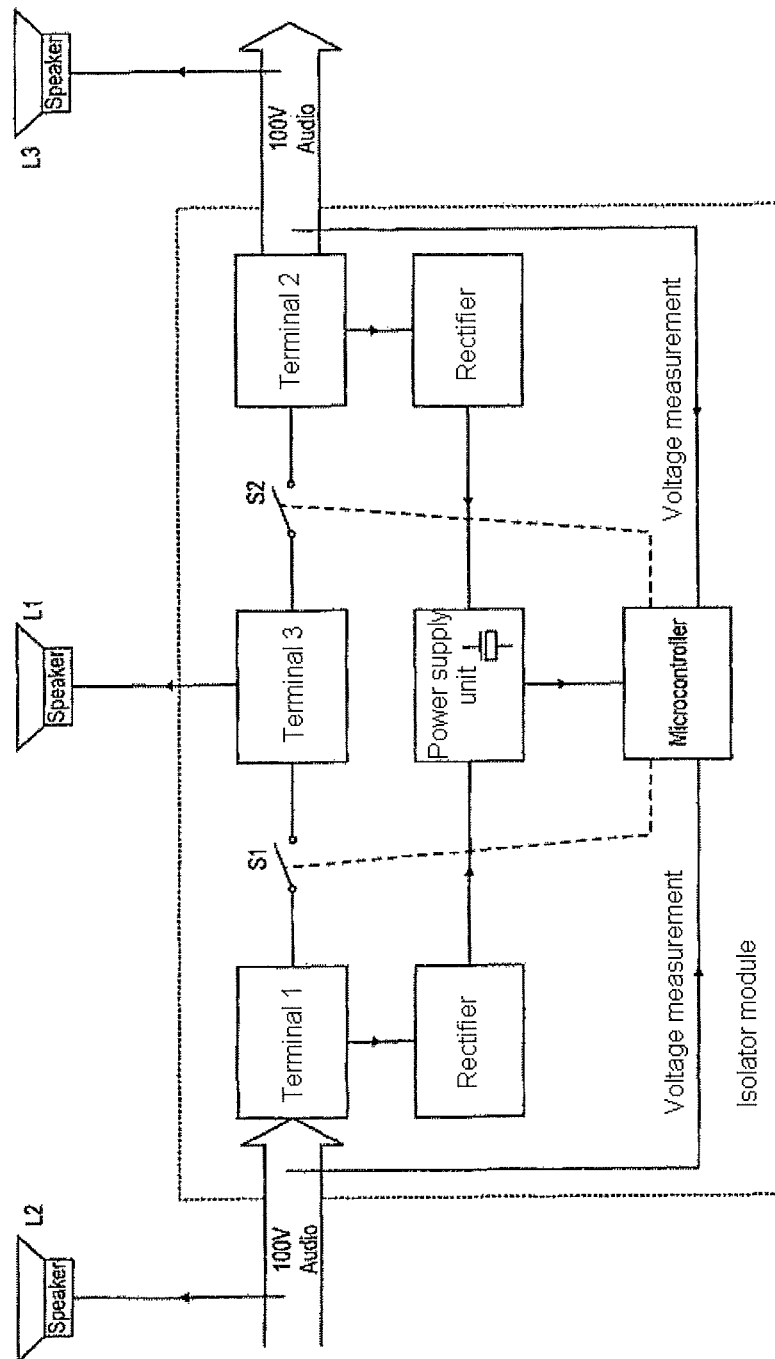 L2
Speaker
L1
Speaker
L3
Speaker
100V
Audio
Terminal 1
S1
Terminal 3
S2
Terminal 2
100V
Audio
Rectifier
Power supply
unit
Rectifier
Voltage measurement
Microcontroller
Voltage measurement
Isolator module